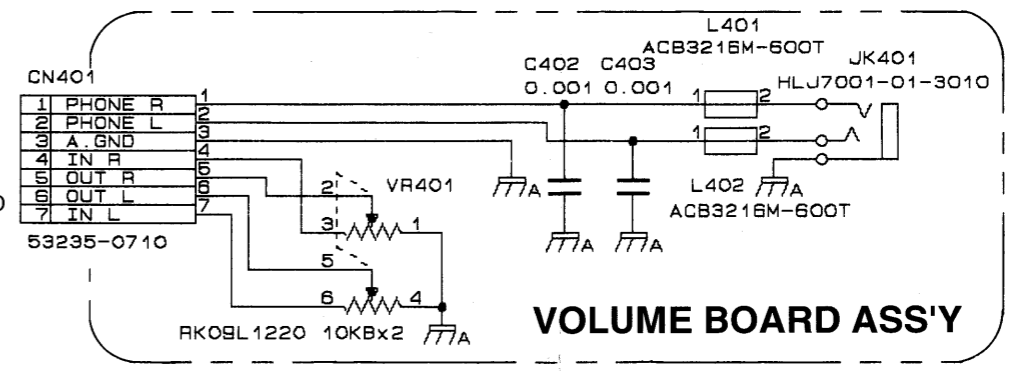 L401
ACB3216M-600T
C402 C403
0.001 0.001
JK401
HLJ7001-01-3010
CN401
1 PHONE R 1
2 PHONE L 2
3 A.GND 3
4 IN R 4
5 OUT R 5
6 OUT L 6
7 IN L 7
53235-0710
1 2
1 2
A
A
A
A
L402
ACB3216M-600T
2
VR401
3 1
5
6 4
RK09L1220 10KBx2
A
VOLUME BOARD ASS'Y